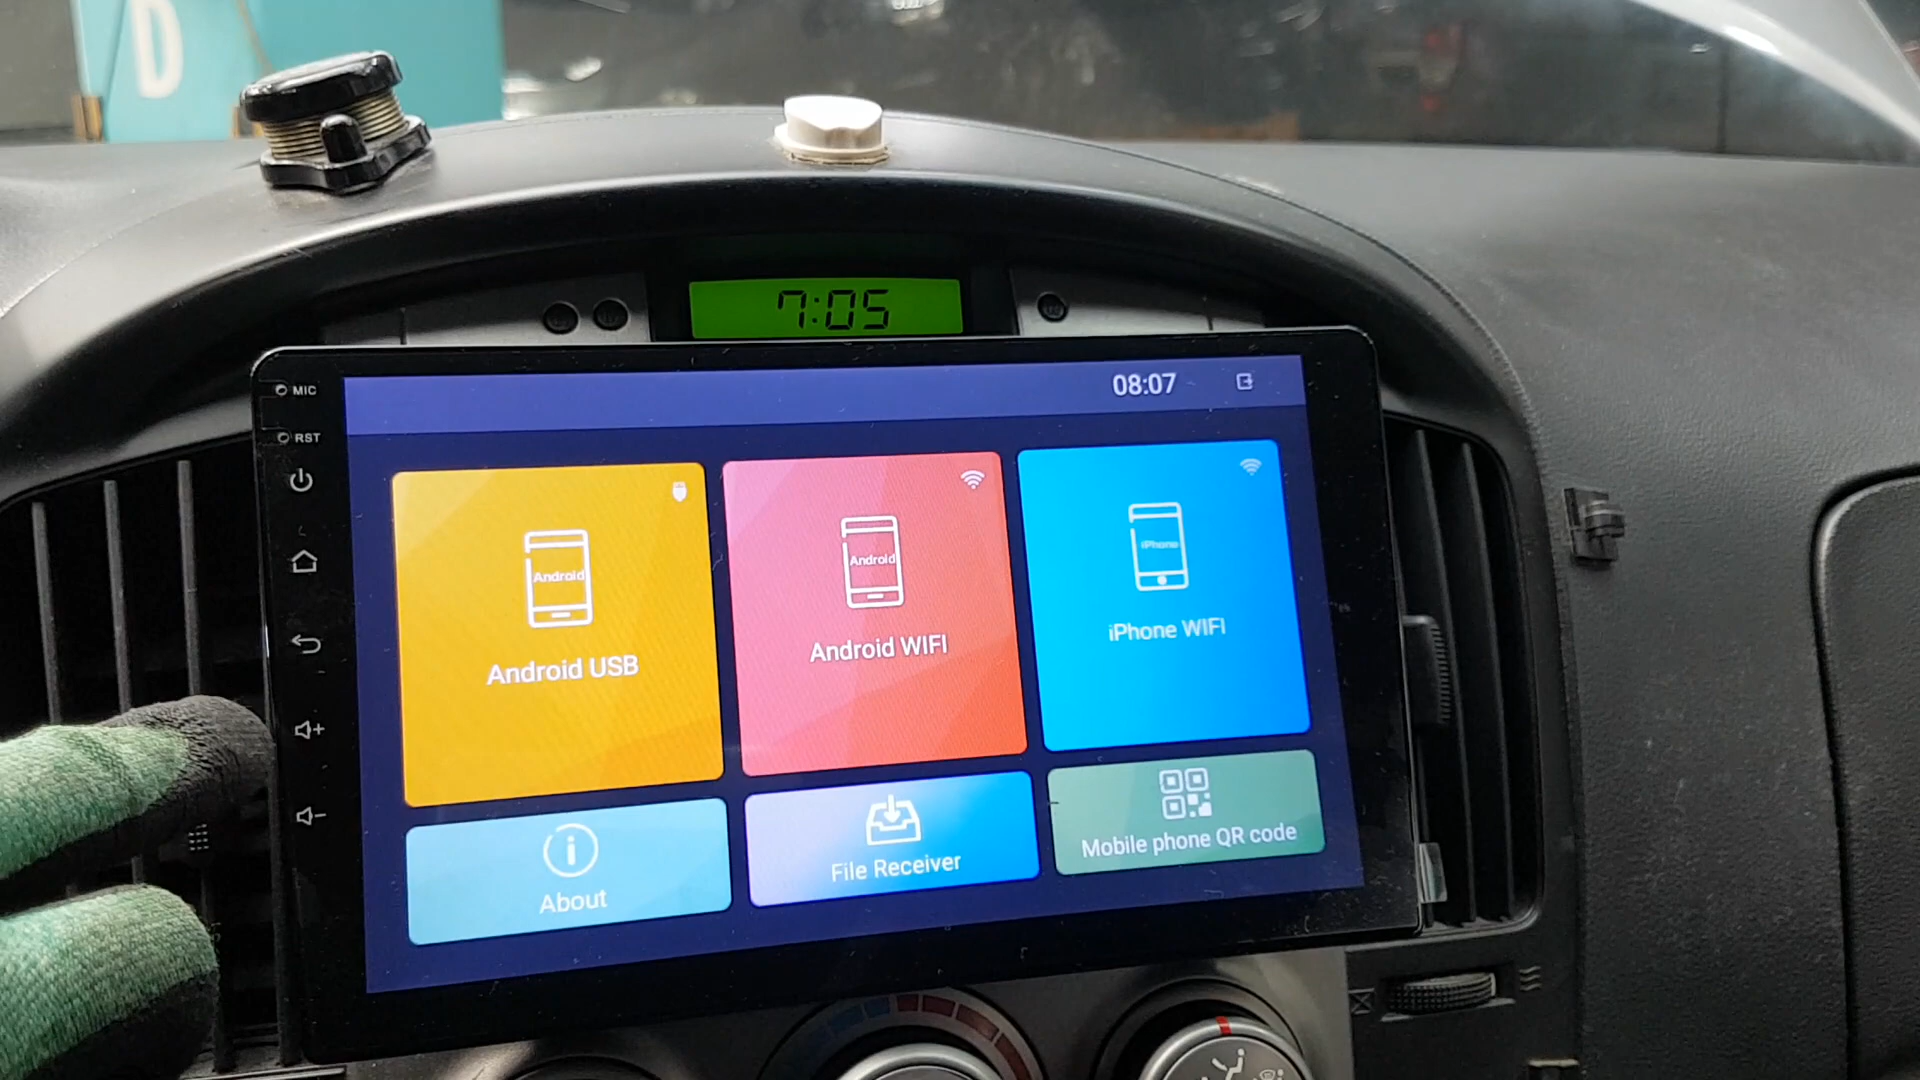 D
7:05
MIC
08:07
RST
Android
Android USB
Android
Android WIFI
iPhone
iPhone WIFI
About
File Receiver
Mobile phone QR code